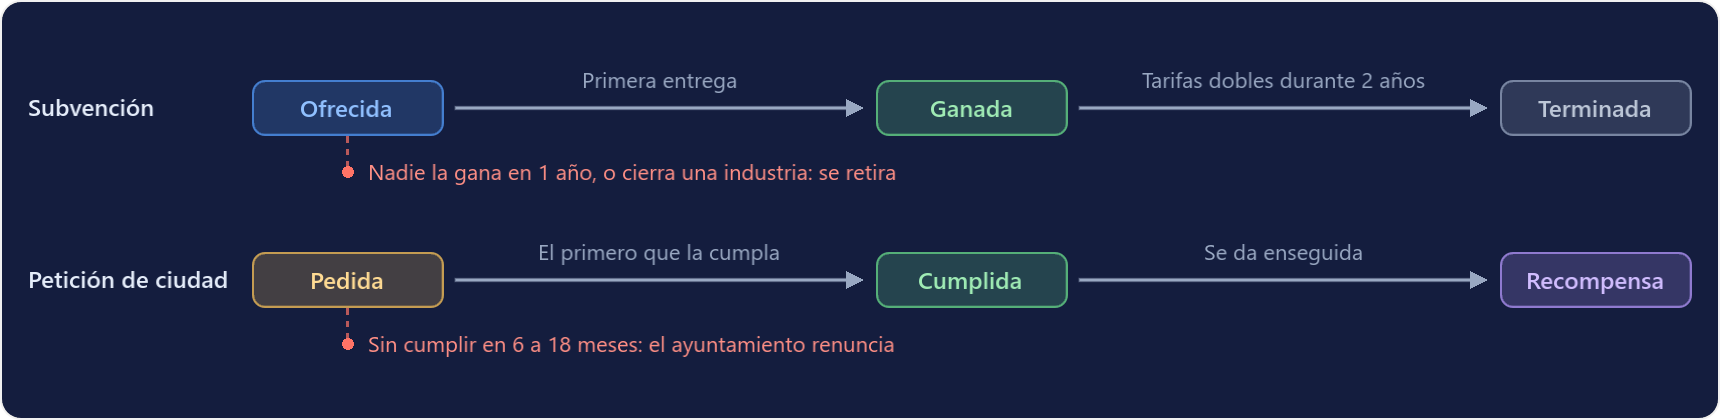 Subvención
Ofrecida
Primera entrega
Ganada
Tarifas dobles durante 2 años
Terminada
Nadie la gana en 1 año, o cierra una industria: se retira
Petición de ciudad
Pedida
El primero que la cumpla
Cumplida
Se da enseguida
Recompensa
Sin cumplir en 6 a 18 meses: el ayuntamiento renuncia